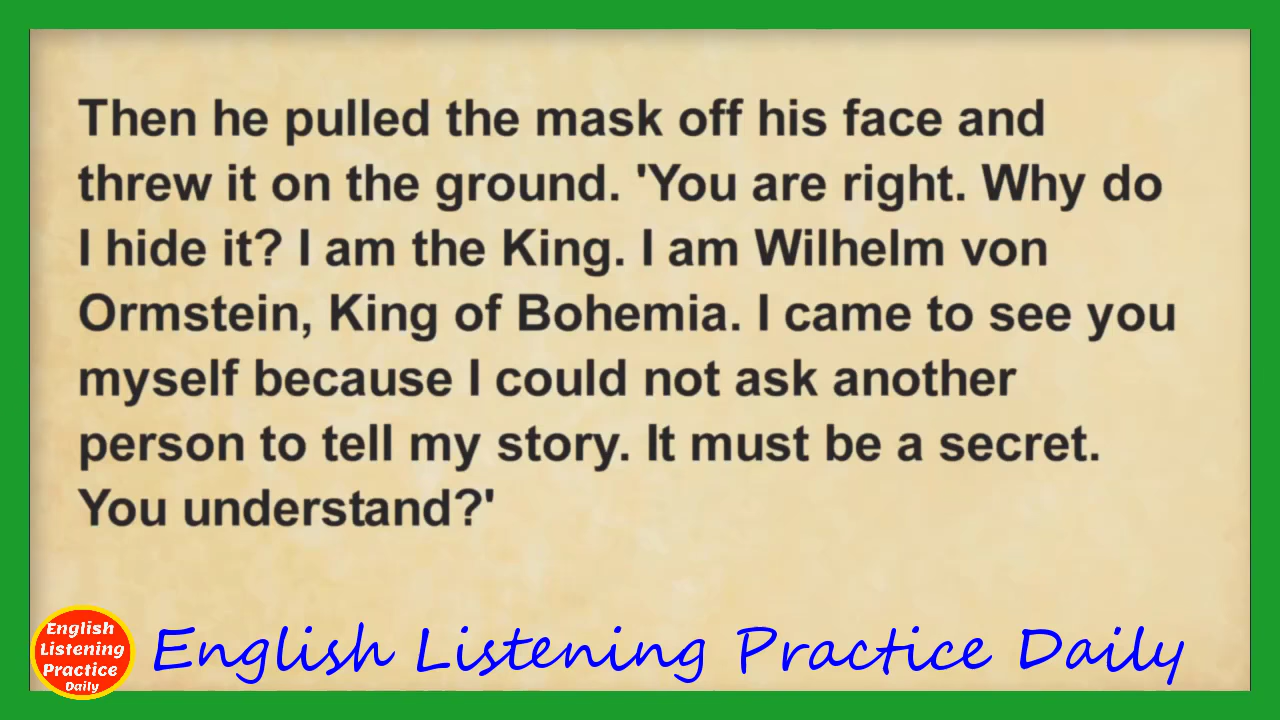 Then he pulled the mask off his face and
threw it on the ground. 'You are right. Why do
I hide it? I am the King. I am Wilhelm von
Ormstein, King of Bohemia. I came to see you
myself because I could not ask another
person to tell my story. It must be a secret.
You understand?'
English
Listening
Practice
Daily
English Listening Practice Daily